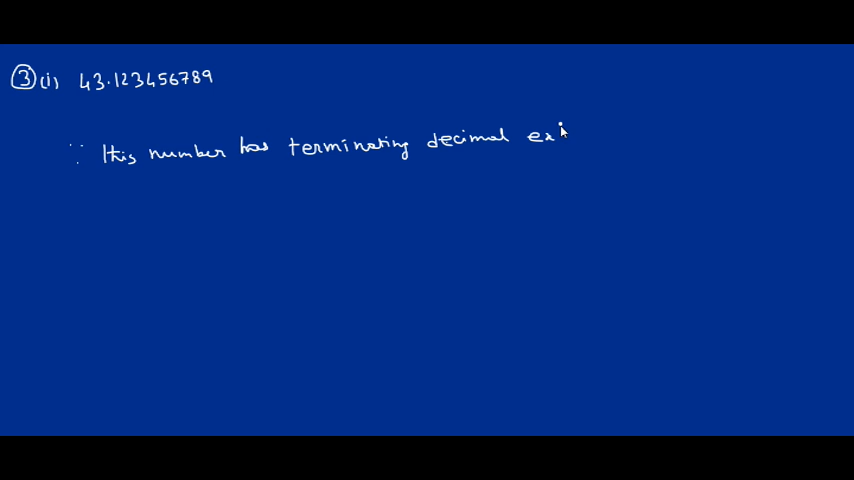 ③(i) 43.123456789
∵ this number has terminating decimal ex